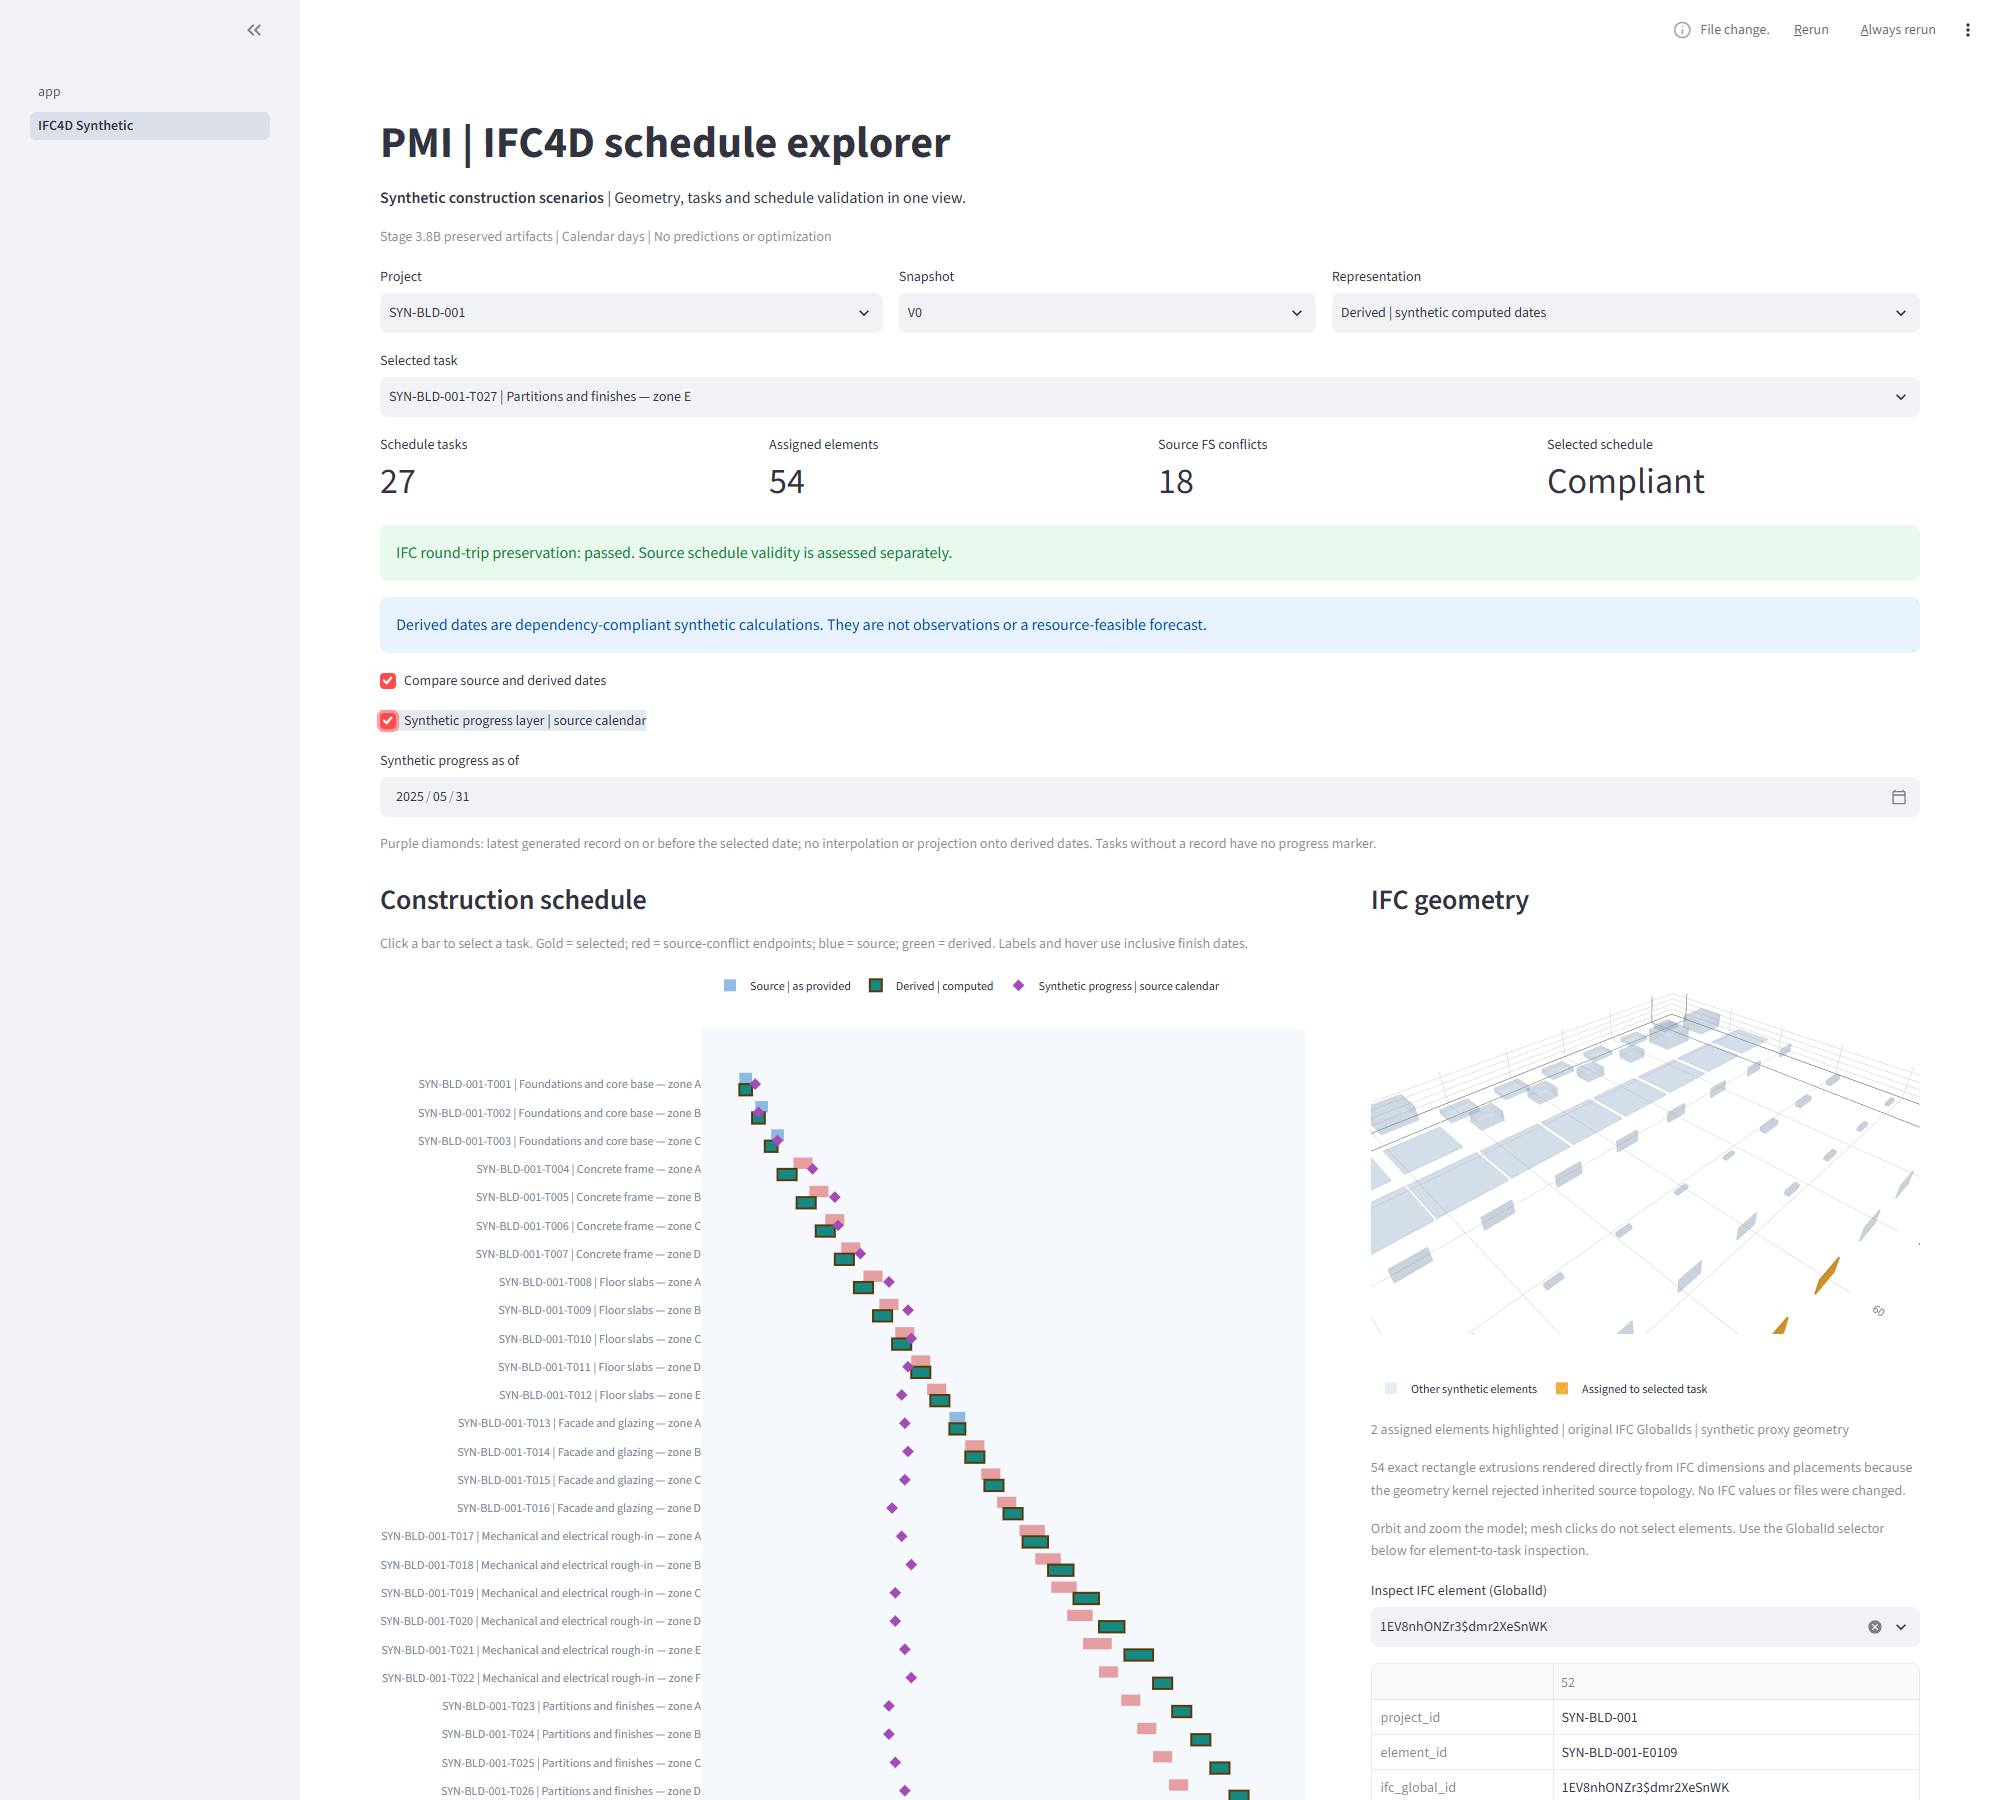 File change.
Rerun
Always rerun
app
IFC4D Synthetic
PMI | IFC4D schedule explorer
Synthetic construction scenarios | Geometry, tasks and schedule validation in one view.
Stage 3.8B preserved artifacts | Calendar days | No predictions or optimization
Project
Snapshot
Representation
SYN-BLD-001
V0
Derived | synthetic computed dates
Selected task
SYN-BLD-001-T027 | Partitions and finishes — zone E
Schedule tasks
Assigned elements
Source FS conflicts
Selected schedule
27
54
18
Compliant
IFC round-trip preservation: passed. Source schedule validity is assessed separately.
Derived dates are dependency-compliant synthetic calculations. They are not observations or a resource-feasible forecast.
Compare source and derived dates
Synthetic progress layer | source calendar
Synthetic progress as of
2025 / 05 / 31
Purple diamonds: latest generated record on or before the selected date; no interpolation or projection onto derived dates. Tasks without a record have no progress marker.
Construction schedule
Click a bar to select a task. Gold = selected; red = source-conflict endpoints; blue = source; green = derived. Labels and hover use inclusive finish dates.
Source | as provided
Derived | computed
Synthetic progress | source calendar
SYN-BLD-001-T001 | Foundations and core base — zone A
SYN-BLD-001-T002 | Foundations and core base — zone B
SYN-BLD-001-T003 | Foundations and core base — zone C
SYN-BLD-001-T004 | Concrete frame — zone A
SYN-BLD-001-T005 | Concrete frame — zone B
SYN-BLD-001-T006 | Concrete frame — zone C
SYN-BLD-001-T007 | Concrete frame — zone D
SYN-BLD-001-T008 | Floor slabs — zone A
SYN-BLD-001-T009 | Floor slabs — zone B
SYN-BLD-001-T010 | Floor slabs — zone C
SYN-BLD-001-T011 | Floor slabs — zone D
SYN-BLD-001-T012 | Floor slabs — zone E
SYN-BLD-001-T013 | Facade and glazing — zone A
SYN-BLD-001-T014 | Facade and glazing — zone B
SYN-BLD-001-T015 | Facade and glazing — zone C
SYN-BLD-001-T016 | Facade and glazing — zone D
SYN-BLD-001-T017 | Mechanical and electrical rough-in — zone A
SYN-BLD-001-T018 | Mechanical and electrical rough-in — zone B
SYN-BLD-001-T019 | Mechanical and electrical rough-in — zone C
SYN-BLD-001-T020 | Mechanical and electrical rough-in — zone D
SYN-BLD-001-T021 | Mechanical and electrical rough-in — zone E
SYN-BLD-001-T022 | Mechanical and electrical rough-in — zone F
SYN-BLD-001-T023 | Partitions and finishes — zone A
SYN-BLD-001-T024 | Partitions and finishes — zone B
SYN-BLD-001-T025 | Partitions and finishes — zone C
SYN-BLD-001-T026 | Partitions and finishes — zone D
IFC geometry
60
Other synthetic elements
Assigned to selected task
2 assigned elements highlighted | original IFC GlobalIds | synthetic proxy geometry
54 exact rectangle extrusions rendered directly from IFC dimensions and placements because
the geometry kernel rejected inherited source topology. No IFC values or files were changed.
Orbit and zoom the model; mesh clicks do not select elements. Use the GlobalId selector
below for element-to-task inspection.
Inspect IFC element (GlobalId)
1EV8nhONZr3$dmr2XeSnWK
52
project_id
SYN-BLD-001
element_id
SYN-BLD-001-E0109
ifc_global_id
1EV8nhONZr3$dmr2XeSnWK